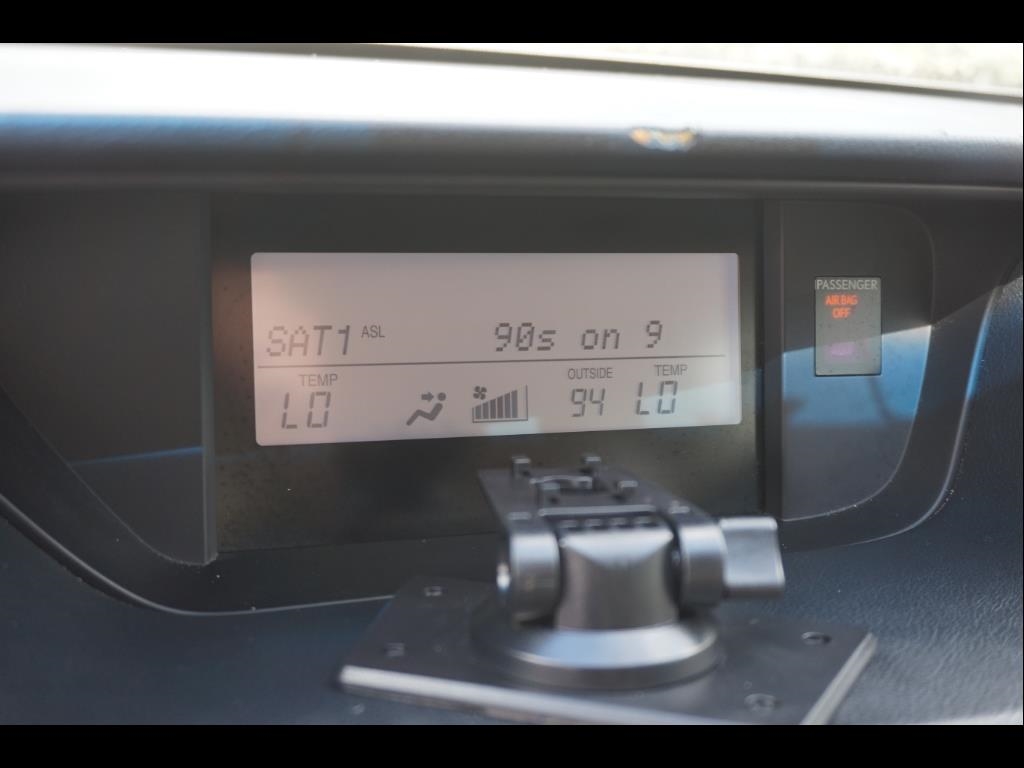 SAT1 ASL 90s on 9
TEMP OUTSIDE TEMP
LO 94 LO
PASSENGER
AIR BAG
OFF